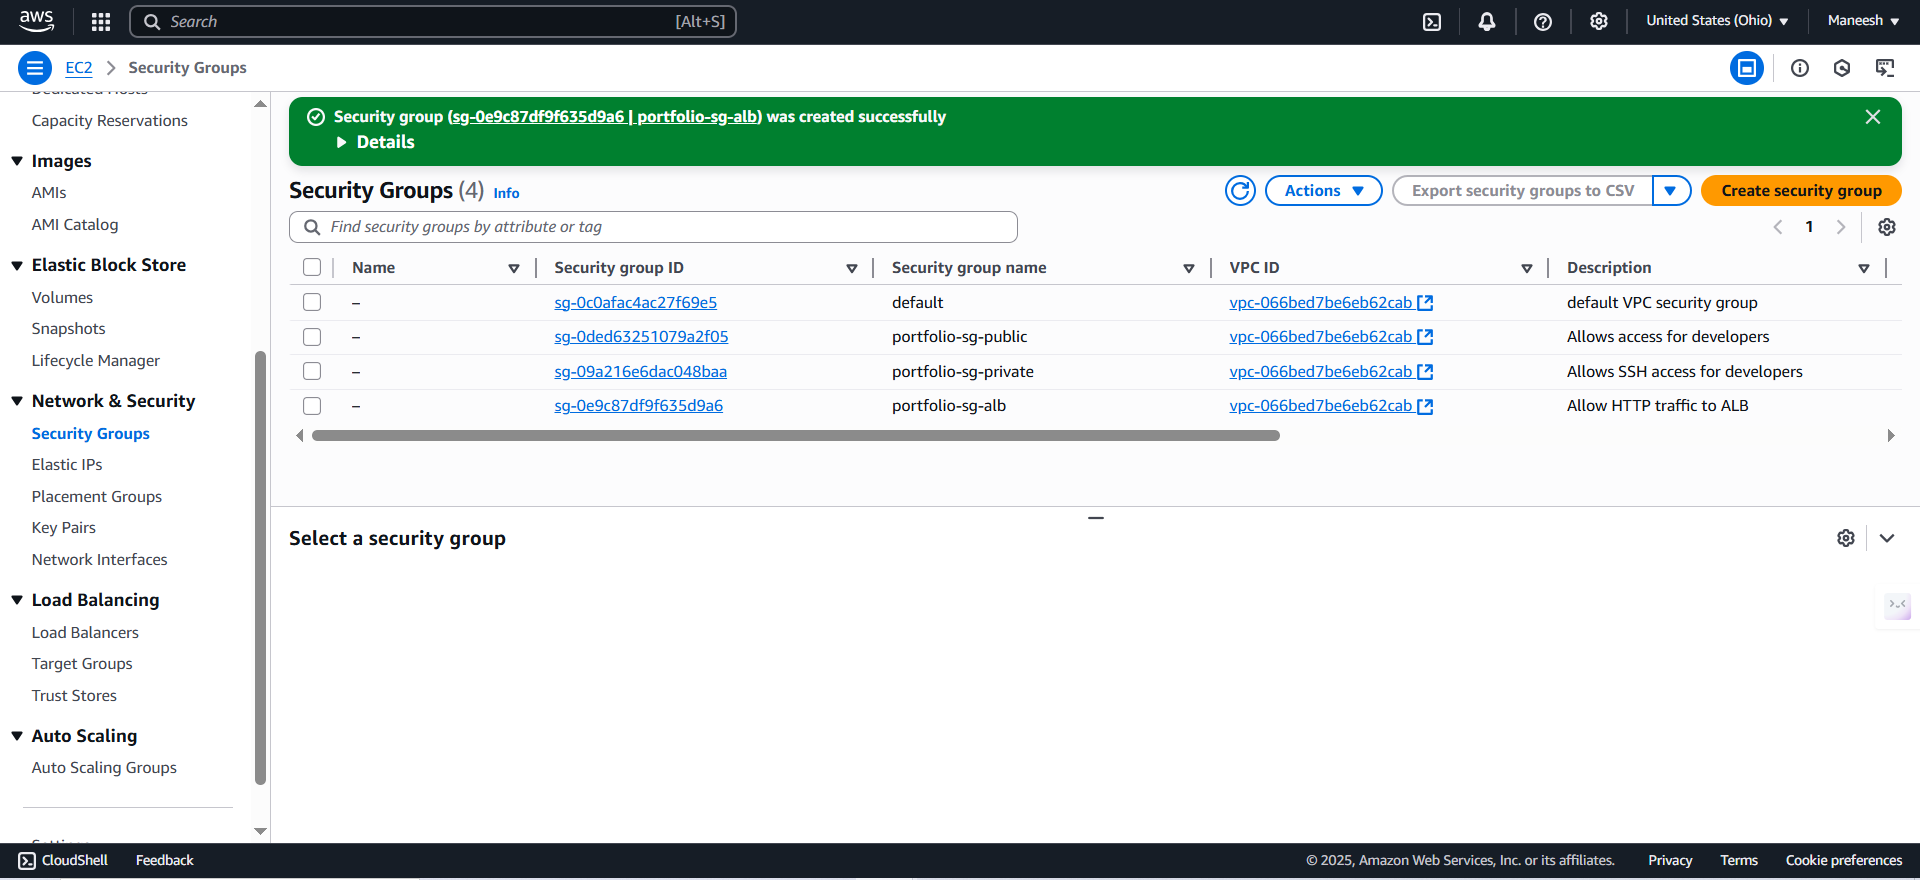 aws
Search [Alt+S]
United States (Ohio)
Maneesh
EC2 Security Groups
Dedicated Hosts
Capacity Reservations
Images
AMIs
AMI Catalog
Elastic Block Store
Volumes
Snapshots
Lifecycle Manager
Network & Security
Security Groups
Elastic IPs
Placement Groups
Key Pairs
Network Interfaces
Load Balancing
Load Balancers
Target Groups
Trust Stores
Auto Scaling
Auto Scaling Groups
Settings
Security group (sg-0e9c87df9f635d9a6 | portfolio-sg-alb) was created successfully
Details
Security Groups (4) Info
Actions
Export security groups to CSV
Create security group
Find security groups by attribute or tag
1
Name Security group ID Security group name VPC ID Description
– sg-0c0afac4ac27f69e5 default vpc-066bed7be6eb62cab default VPC security group
– sg-0ded63251079a2f05 portfolio-sg-public vpc-066bed7be6eb62cab Allows access for developers
– sg-09a216e6dac048baa portfolio-sg-private vpc-066bed7be6eb62cab Allows SSH access for developers
– sg-0e9c87df9f635d9a6 portfolio-sg-alb vpc-066bed7be6eb62cab Allow HTTP traffic to ALB
Select a security group
CloudShell Feedback
© 2025, Amazon Web Services, Inc. or its affiliates. Privacy Terms Cookie preferences